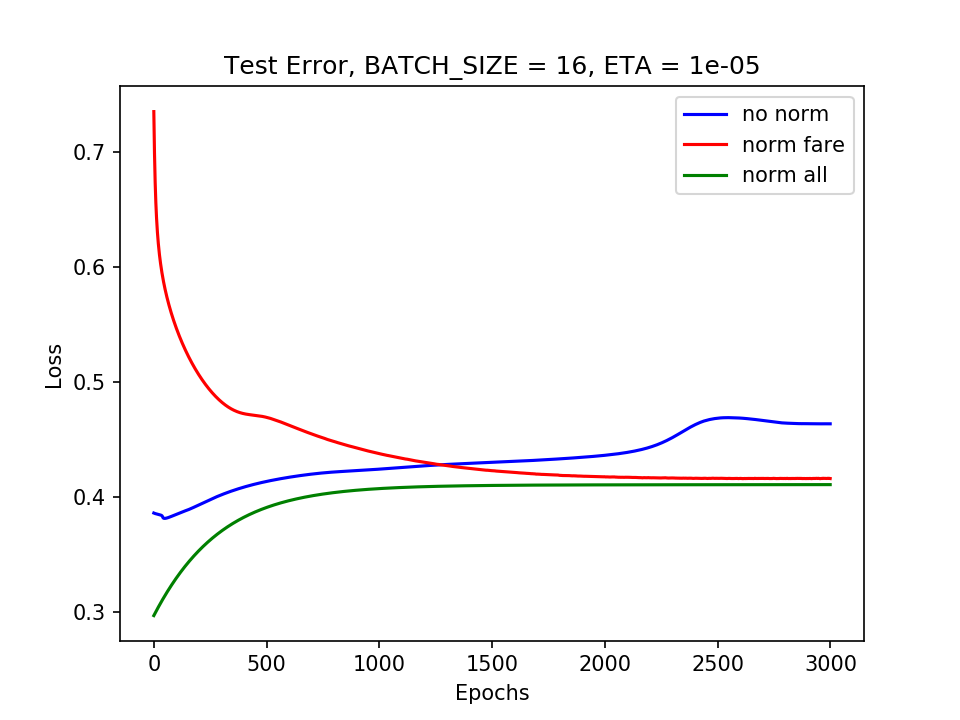 Test Error, BATCH_SIZE = 16, ETA = 1e-05
no norm
norm fare
norm all
Loss
0.7
0.6
0.5
0.4
0.3
0 500 1000 1500 2000 2500 3000
Epochs